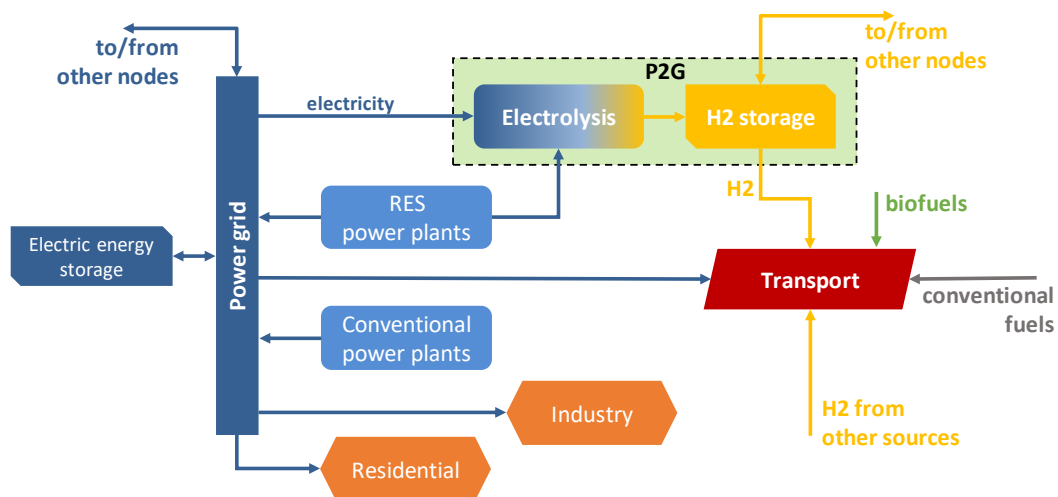 to/from
other nodes
to/from
other nodes
P2G
electricity
Electrolysis
H2 storage
H2
RES
power plants
biofuels
Electric energy
storage
Power grid
Transport
conventional
fuels
Conventional
power plants
Industry
H2 from
other sources
Residential